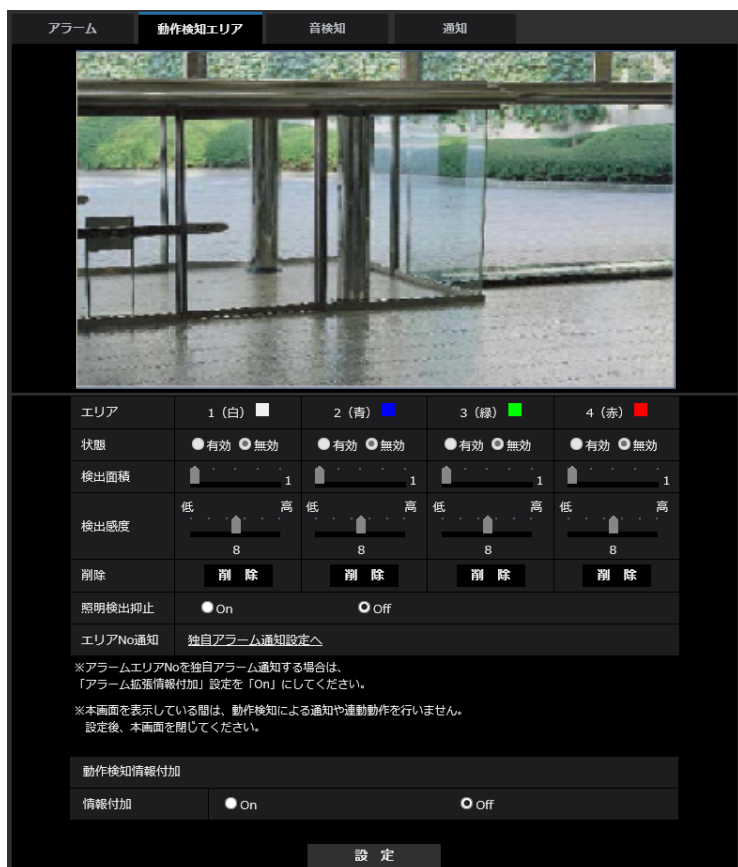 アラーム 動作検知エリア 音検知 通知
エリア 1（白） 2（青） 3（緑） 4（赤）
状態 有効 無効 有効 無効 有効 無効 有効 無効
検出面積 1 1 1 1
検出感度 低 高 低 高 低 高 低 高
8 8 8 8
削除 削 除 削 除 削 除 削 除
照明検出抑止 On Off
エリアNo通知 独自アラーム通知設定へ
※アラームエリアNoを独自アラーム通知する場合は、
「アラーム拡張情報付加」設定を「On」にしてください。
※本画面を表示している間は、動作検知による通知や連動動作を行いません。
設定後、本画面を閉じてください。
動作検知情報付加
情報付加 On Off
設 定